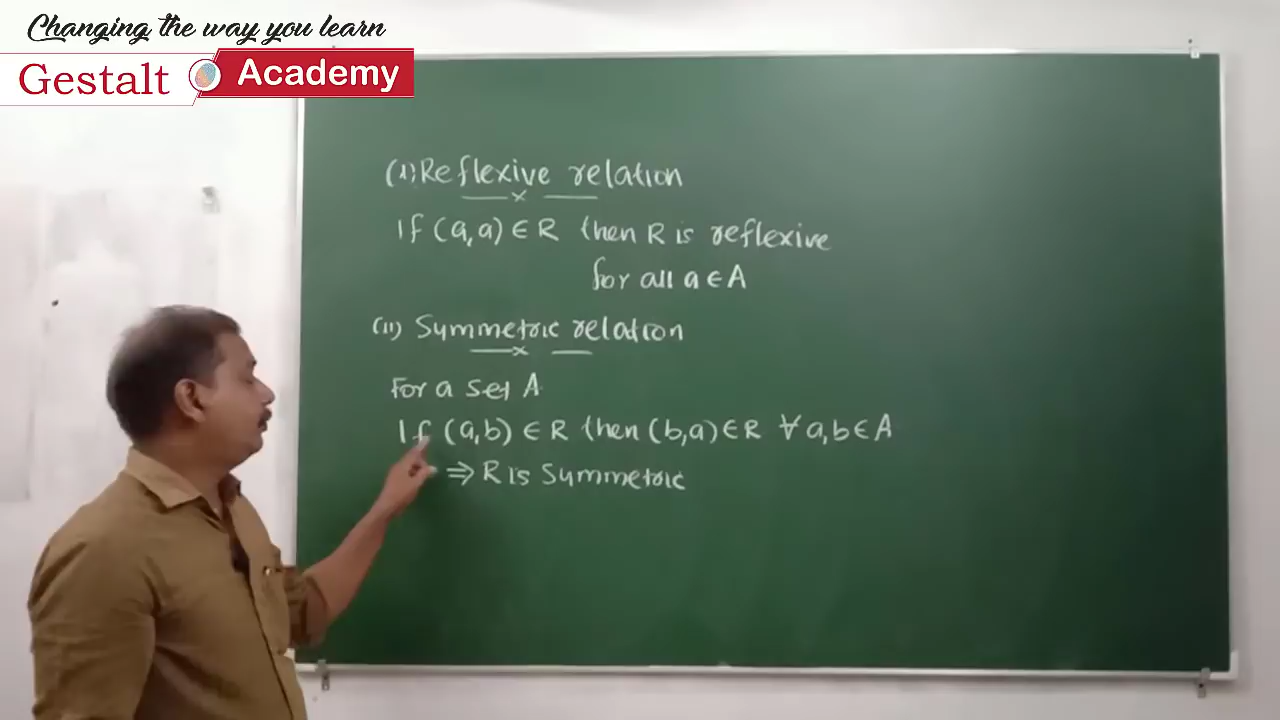 Changing the way you learn
Gestalt Academy
(I) Reflexive relation
If (a,a) ∈ R then R is reflexive
for all a ∈ A
(II) Symmetric relation
For a set A
If (a,b) ∈ R then (b,a) ∈ R ∀ a,b ∈ A
⇒ R is Symmetric